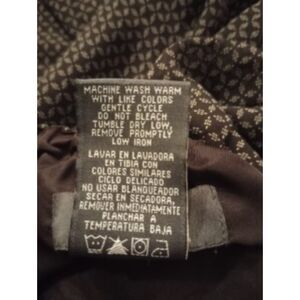 MACHINE WASH WARM
WITH LIKE COLORS
GENTLE CYCLE
DO NOT BLEACH
TUMBLE DRY LOW,
REMOVE PROMPTLY
LOW IRON
LAVAR EN LAVADORA
EN TIBIA CON
COLORES SIMILARES
CICLO DELICADO
NO USAR BLANQUEADOR
SECAR EN SECADORA,
REMOVER INMEDIATAMENTE
PLANCHAR A
TEMPERATURA BAJA